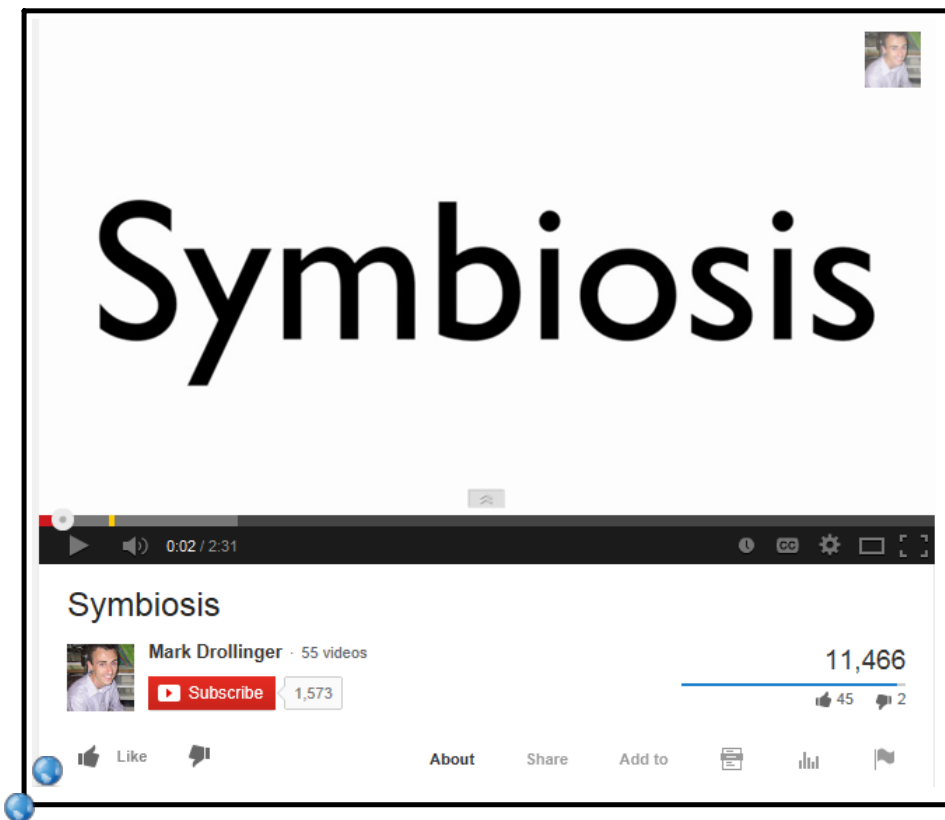 Symbiosis
0:02 / 2:31
CC
Symbiosis
Mark Drollinger · 55 videos
Subscribe 1,573
11,466
45 2
Like
About Share Add to